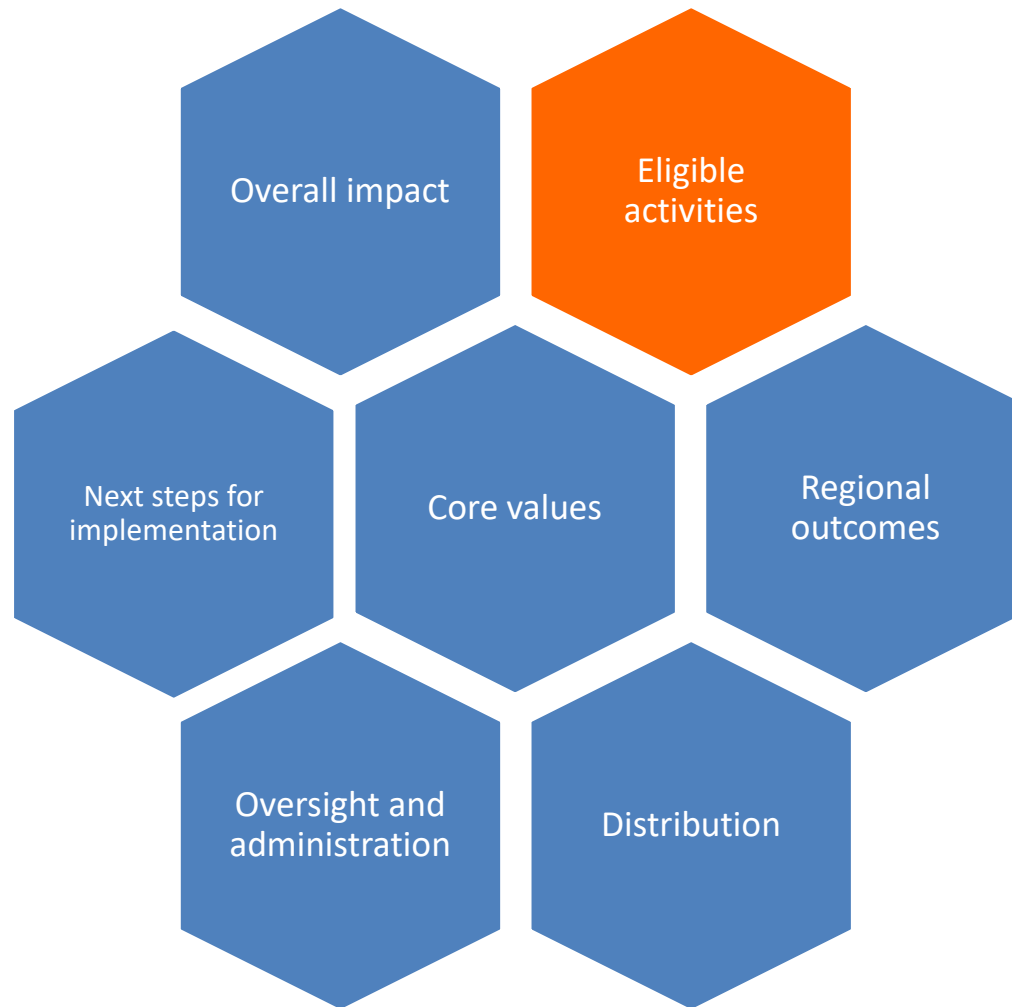 Overall impact
Eligible
activities
Next steps for
implementation
Core values
Regional
outcomes
Oversight and
administration
Distribution